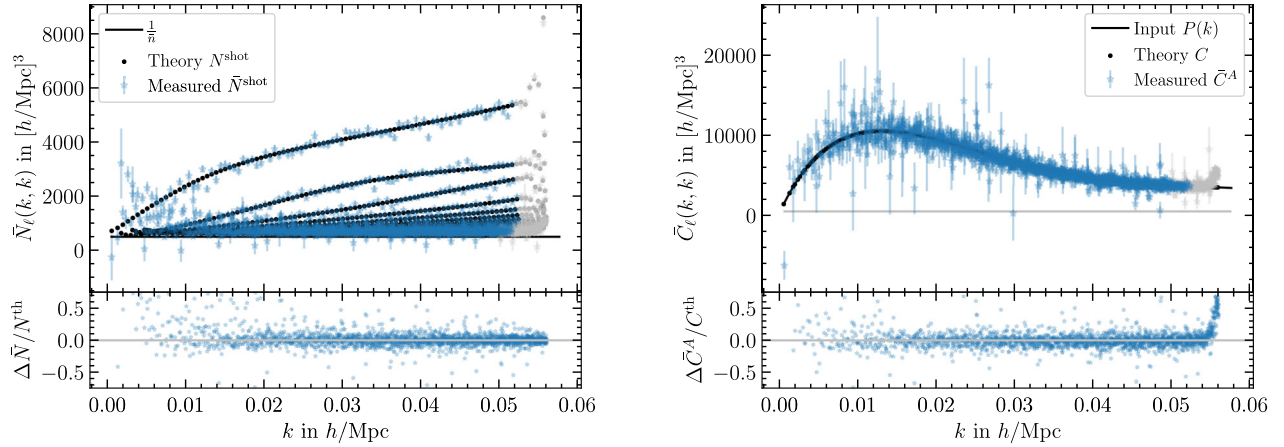 1/n̄
Theory N^shot
Measured N̄^shot
N̄_ℓ(k, k) in [h/Mpc]^3
8000
6000
4000
2000
0
ΔN̄/N^th
0.5
0.0
−0.5
0.00 0.01 0.02 0.03 0.04 0.05 0.06
k in h/Mpc
Input P(k)
Theory C
Measured C̄^A
C̄_ℓ(k, k) in [h/Mpc]^3
20000
10000
0
ΔC̄^A/C^th
0.5
0.0
−0.5
0.00 0.01 0.02 0.03 0.04 0.05 0.06
k in h/Mpc